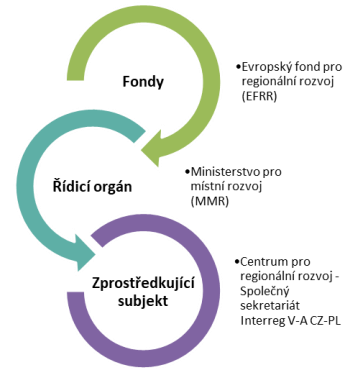 Fondy
•Evropský fond pro
regionální rozvoj
(EFRR)
Řídicí orgán
•Ministerstvo pro
místní rozvoj
(MMR)
Zprostředkující
subjekt
•Centrum pro
regionální rozvoj -
Společný
sekretariát
Interreg V-A CZ-PL